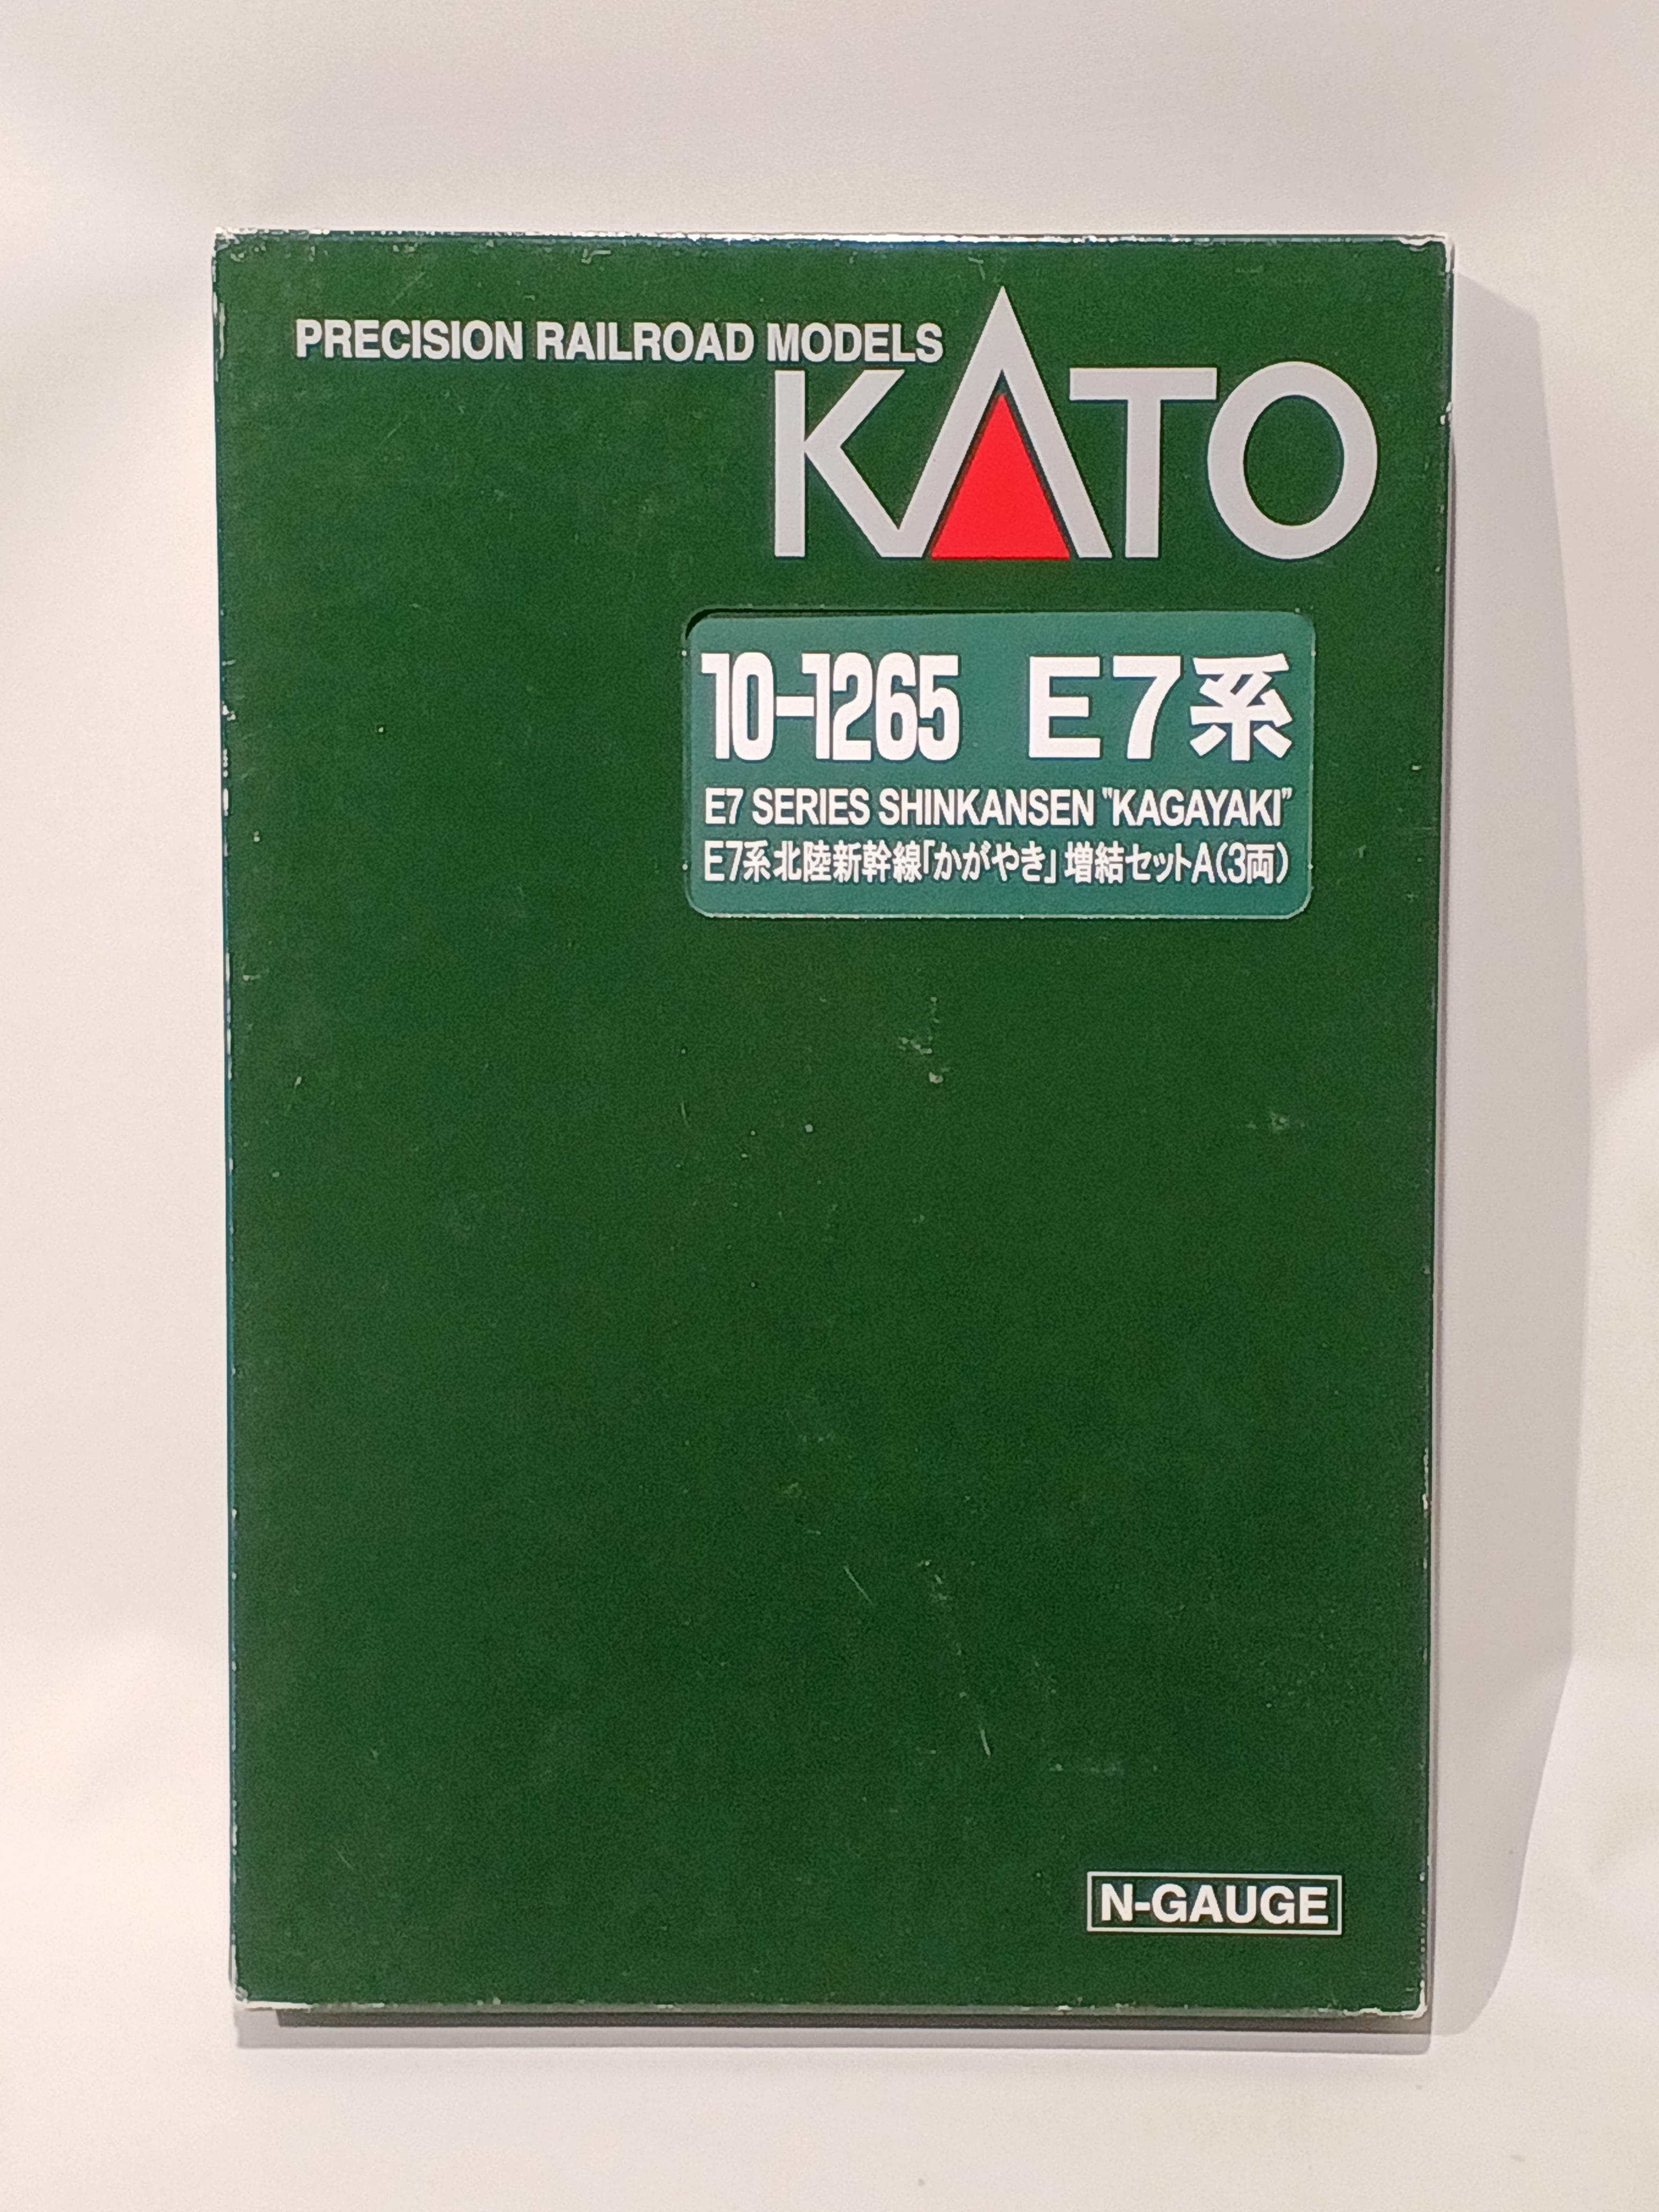 PRECISION RAILROAD MODELS
KATO
10-1265 E7系
E7 SERIES SHINKANSEN "KAGAYAKI"
E7系北陸新幹線「かがやき」増結セットA(3両)
N-GAUGE